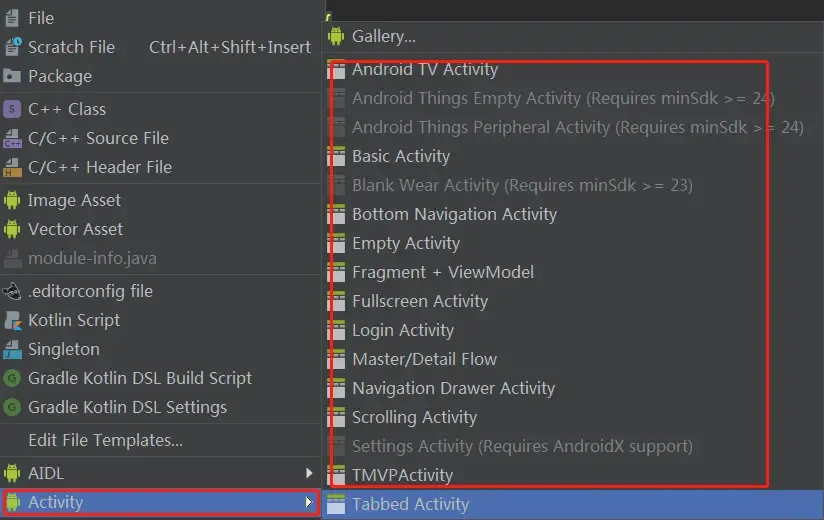 File
Scratch File Ctrl+Alt+Shift+Insert
Package
C++ Class
C/C++ Source File
C/C++ Header File
Image Asset
Vector Asset
module-info.java
.editorconfig file
Kotlin Script
Singleton
Gradle Kotlin DSL Build Script
Gradle Kotlin DSL Settings
Edit File Templates...
AIDL
Activity
Gallery...
Android TV Activity
Android Things Empty Activity (Requires minSdk >= 24)
Android Things Peripheral Activity (Requires minSdk >= 24)
Basic Activity
Blank Wear Activity (Requires minSdk >= 23)
Bottom Navigation Activity
Empty Activity
Fragment + ViewModel
Fullscreen Activity
Login Activity
Master/Detail Flow
Navigation Drawer Activity
Scrolling Activity
Settings Activity (Requires AndroidX support)
TMVPActivity
Tabbed Activity